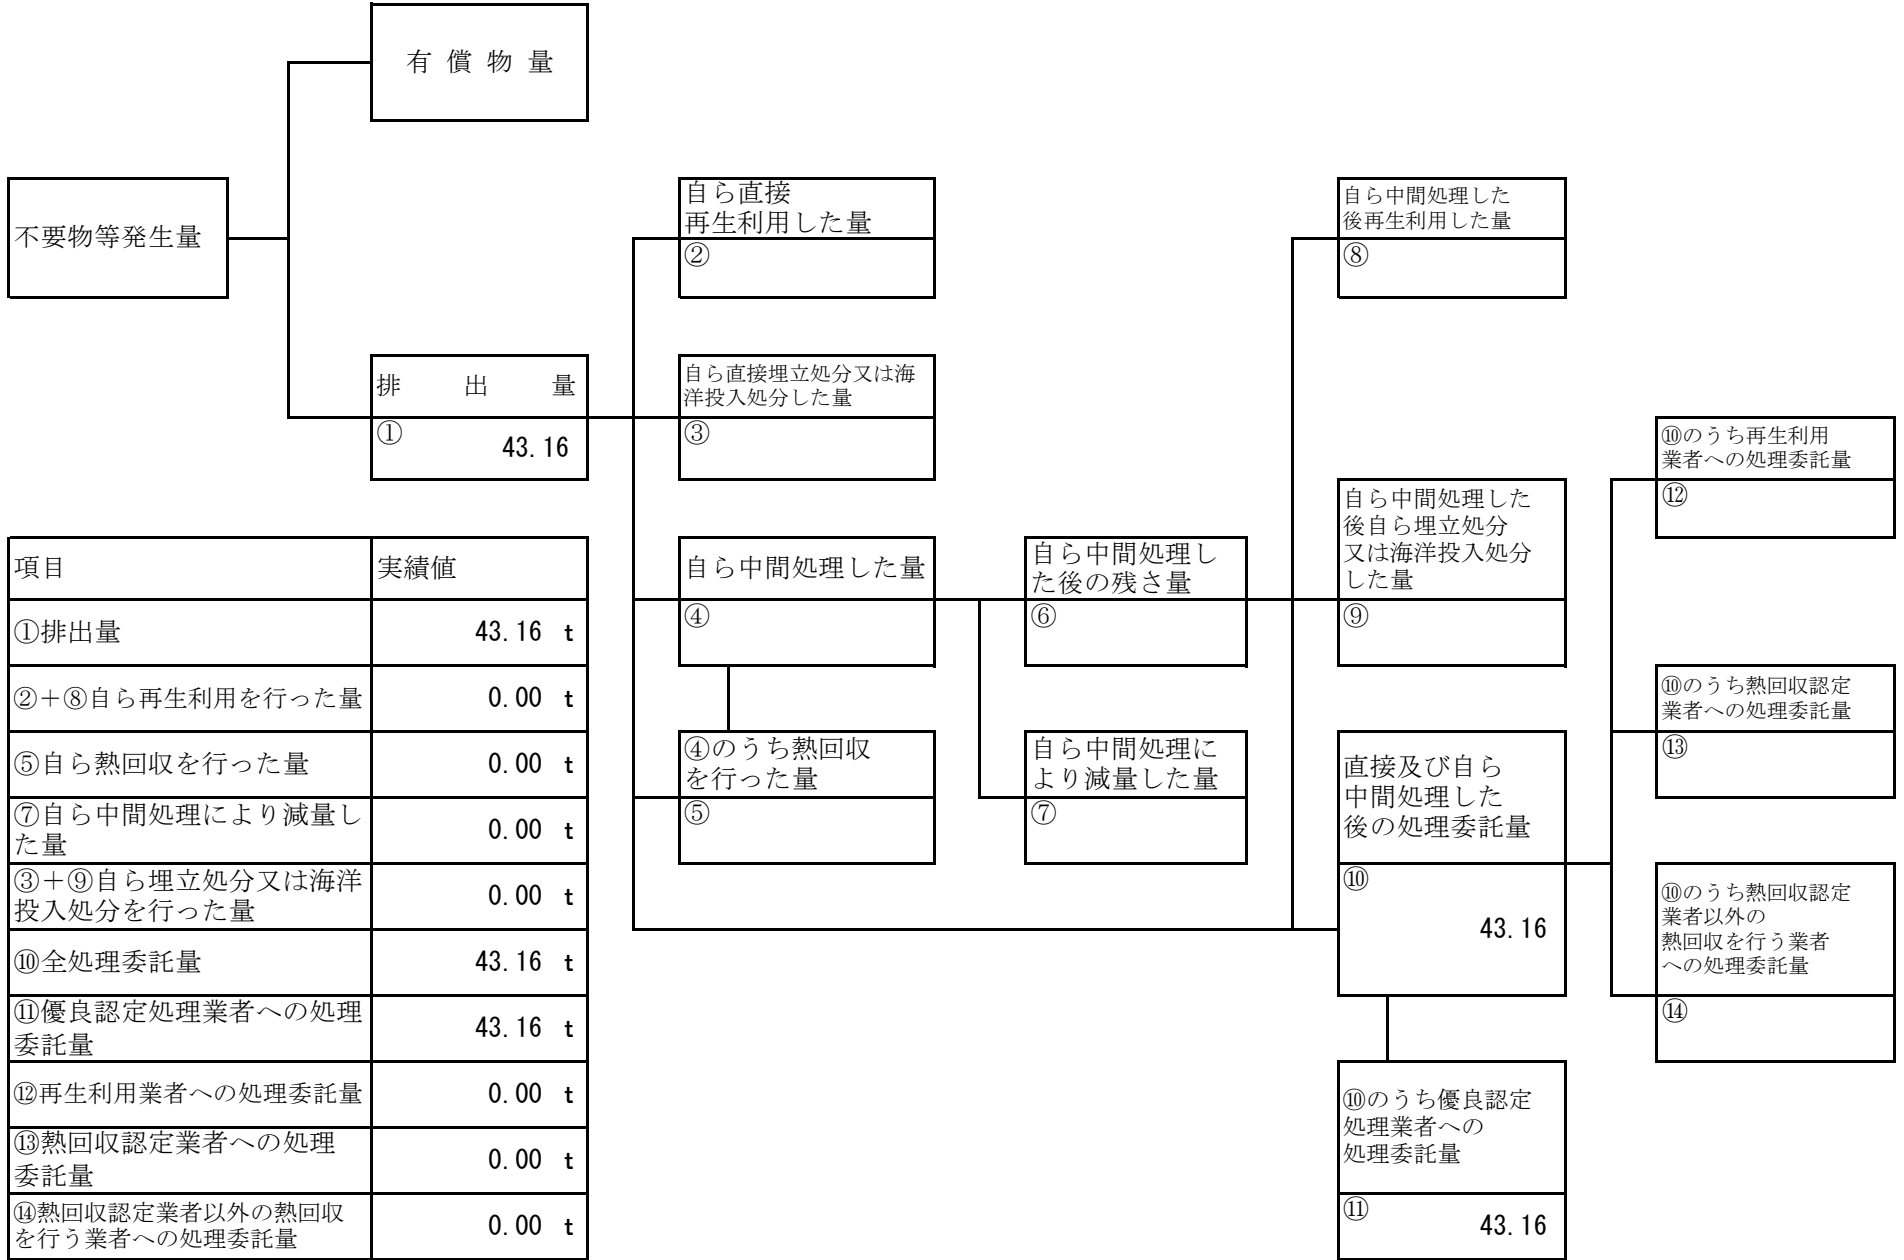 有償物量
不要物等発生量
排出量
①
43.16
自ら直接
再生利用した量
②
自ら直接埋立処分又は海
洋投入処分した量
③
自ら中間処理した量
④
④のうち熱回収
を行った量
⑤
自ら中間処理し
た後の残さ量
⑥
自ら中間処理に
より減量した量
⑦
自ら中間処理した
後再生利用した量
⑧
自ら中間処理した
後自ら埋立処分
又は海洋投入処分
した量
⑨
直接及び自ら
中間処理した
後の処理委託量
⑩
43.16
⑩のうち優良認定
処理業者への
処理委託量
⑪
43.16
⑩のうち再生利用
業者への処理委託量
⑫
⑩のうち熱回収認定
業者への処理委託量
⑬
⑩のうち熱回収認定
業者以外の
熱回収を行う業者
への処理委託量
⑭
項目 実績値
①排出量 43.16 t
②+⑧自ら再生利用を行った量 0.00 t
⑤自ら熱回収を行った量 0.00 t
⑦自ら中間処理により減量し
た量 0.00 t
③+⑨自ら埋立処分又は海洋
投入処分を行った量 0.00 t
⑩全処理委託量 43.16 t
⑪優良認定処理業者への処理
委託量 43.16 t
⑫再生利用業者への処理委託量 0.00 t
⑬熱回収認定業者への処理
委託量 0.00 t
⑭熱回収認定業者以外の熱回収
を行う業者への処理委託量 0.00 t